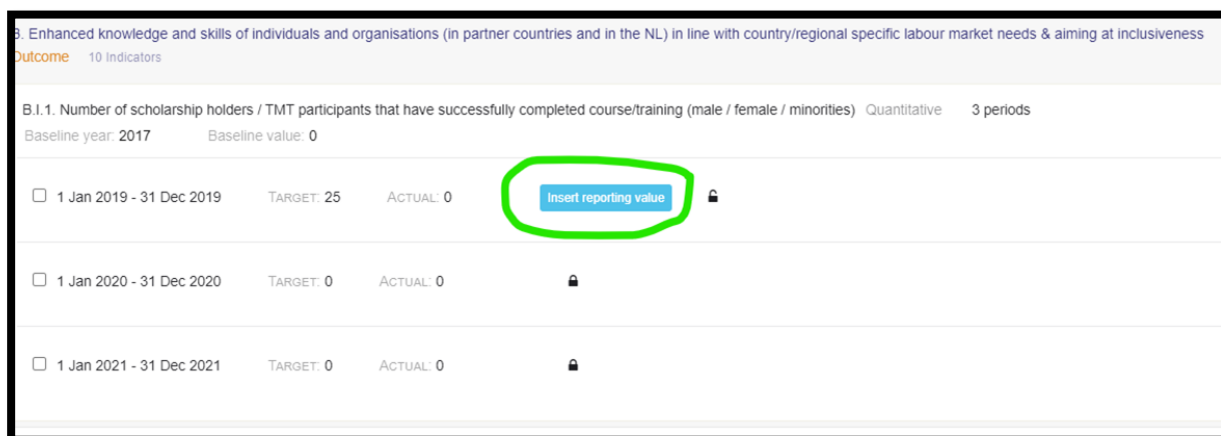 B. Enhanced knowledge and skills of individuals and organisations (in partner countries and in the NL) in line with country/regional specific labour market needs & aiming at inclusiveness
Outcome 10 Indicators
B.I.1. Number of scholarship holders / TMT participants that have successfully completed course/training (male / female / minorities) Quantitative 3 periods
Baseline year: 2017 Baseline value: 0
1 Jan 2019 - 31 Dec 2019 TARGET: 25 ACTUAL: 0 Insert reporting value
1 Jan 2020 - 31 Dec 2020 TARGET: 0 ACTUAL: 0
1 Jan 2021 - 31 Dec 2021 TARGET: 0 ACTUAL: 0